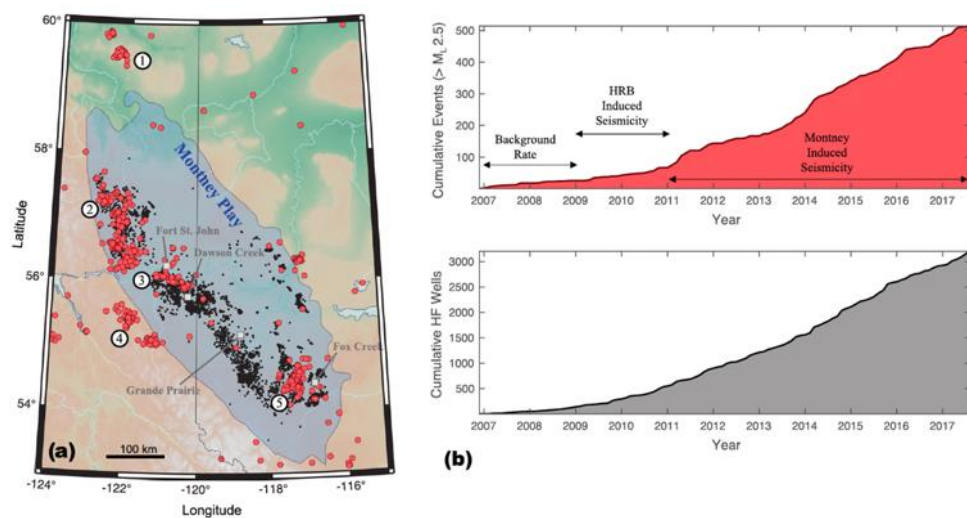 60°
58°
56°
54°
Latitude
1
2
3
4
5
Montney Play
Fort St. John
Dawson Creek
Grande Prairie
Fox Creek
(a)
100 km
-124° -122° -120° -118° -116°
Longitude
Cumulative Events (> M_L 2.5)
500
400
300
200
100
Background
Rate
HRB
Induced
Seismicity
Montney
Induced
Seismicity
2007 2008 2009 2010 2011 2012 2013 2014 2015 2016 2017
Year
Cumulative HF Wells
3000
2500
2000
1500
1000
500
2007 2008 2009 2010 2011 2012 2013 2014 2015 2016 2017
Year
(b)